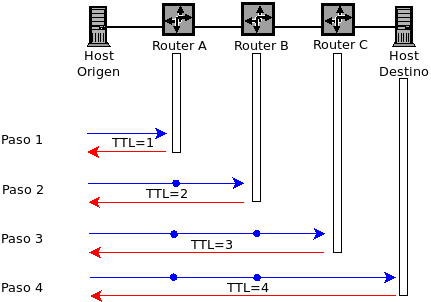 Host
Origen
Router A
Router B
Router C
Host
Destino
Paso 1
TTL=1
Paso 2
TTL=2
Paso 3
TTL=3
Paso 4
TTL=4